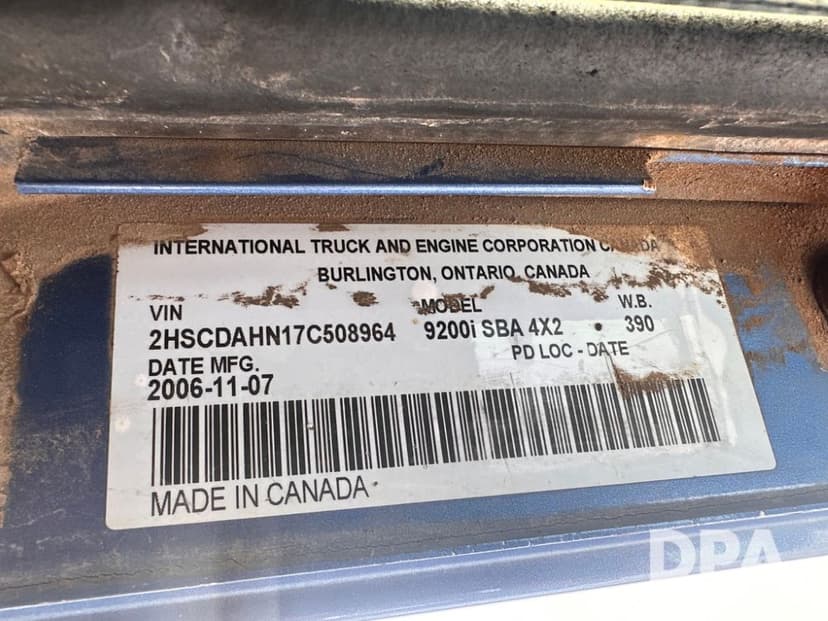 INTERNATIONAL TRUCK AND ENGINE CORPORATION CANADA
BURLINGTON, ONTARIO, CANADA
VIN MODEL W.B.
2HSCDAHN17C508964 9200i SBA 4X2 390
DATE MFG. PD LOC - DATE
2006-11-07
MADE IN CANADA
DPA